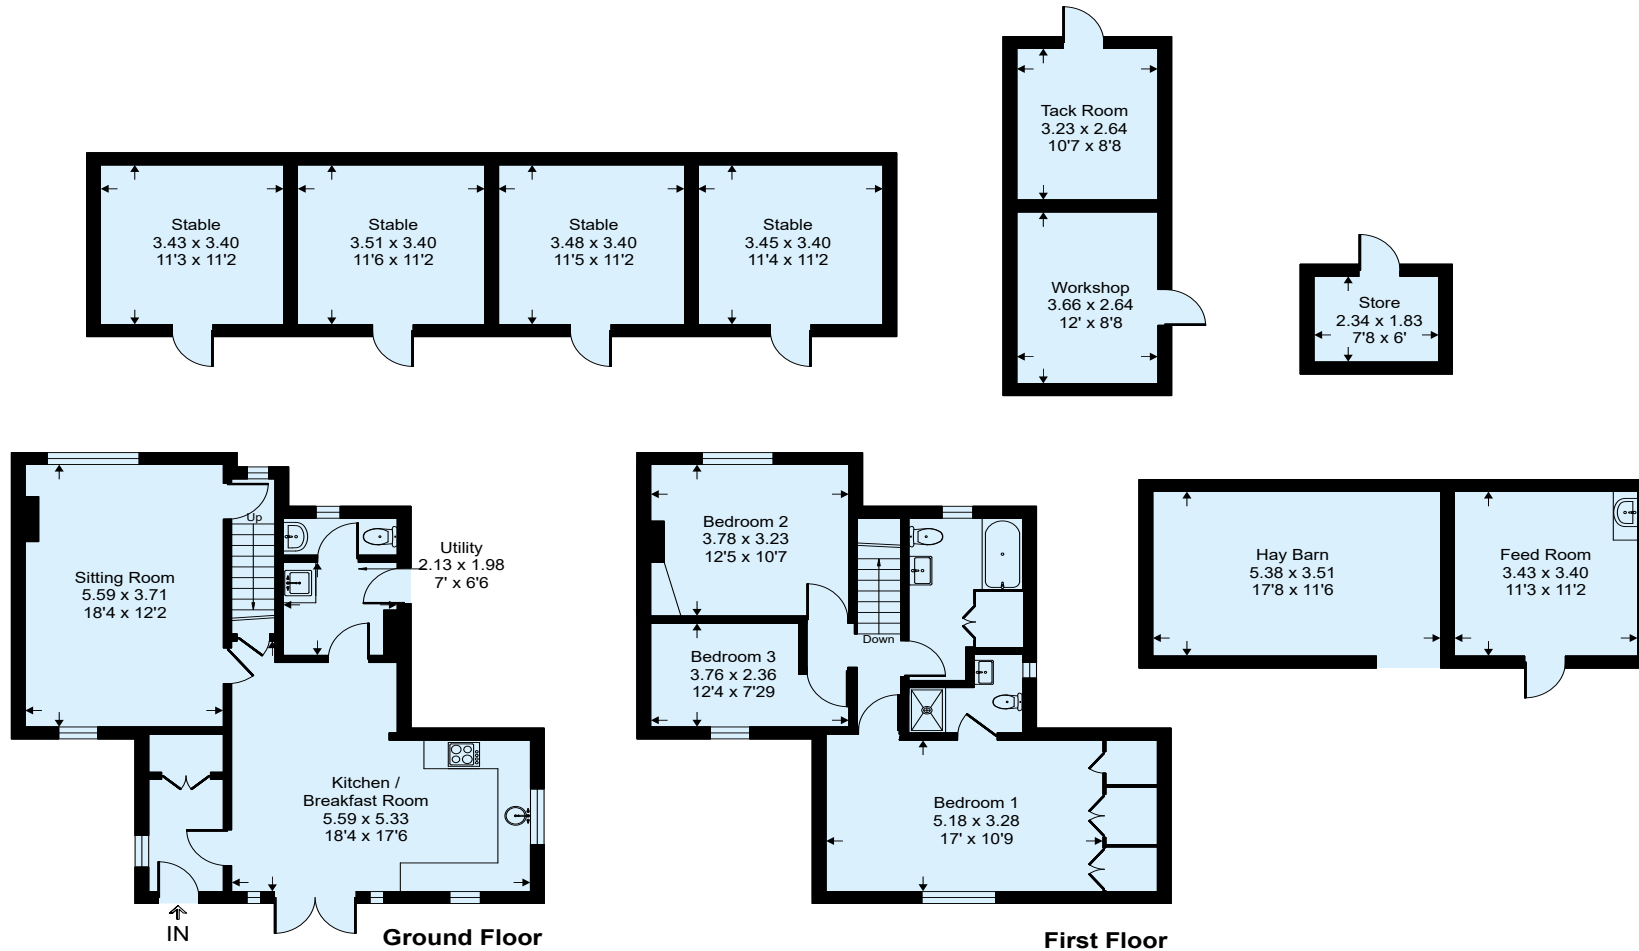 Tack Room
3.23 x 2.64
10'7 x 8'8
Stable
3.43 x 3.40
11'3 x 11'2
Stable
3.51 x 3.40
11'6 x 11'2
Stable
3.48 x 3.40
11'5 x 11'2
Stable
3.45 x 3.40
11'4 x 11'2
Workshop
3.66 x 2.64
12' x 8'8
Store
2.34 x 1.83
7'8 x 6'
Up
Utility
2.13 x 1.98
7' x 6'6
Sitting Room
5.59 x 3.71
18'4 x 12'2
Kitchen /
Breakfast Room
5.59 x 5.33
18'4 x 17'6
IN
Ground Floor
Bedroom 2
3.78 x 3.23
12'5 x 10'7
Down
Bedroom 3
3.76 x 2.36
12'4 x 7'29
Bedroom 1
5.18 x 3.28
17' x 10'9
First Floor
Hay Barn
5.38 x 3.51
17'8 x 11'6
Feed Room
3.43 x 3.40
11'3 x 11'2